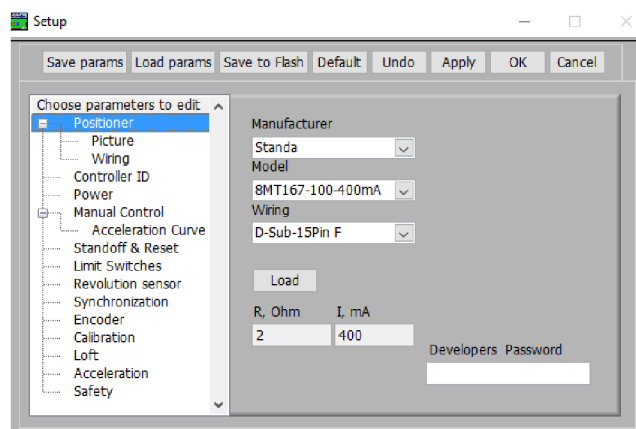 Setup
Save params Load params Save to Flash Default Undo Apply OK Cancel
Choose parameters to edit
Positioner
Picture
Wiring
Controller ID
Power
Manual Control
Acceleration Curve
Standoff & Reset
Limit Switches
Revolution sensor
Synchronization
Encoder
Calibration
Loft
Acceleration
Safety
Manufacturer
Standa
Model
8MT167-100-400mA
Wiring
D-Sub-15Pin F
Load
R, Ohm I, mA
2 400
Developers Password